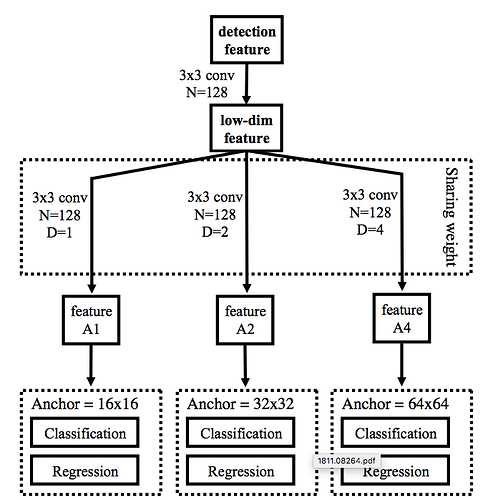 detection
feature
3x3 conv
N=128
low-dim
feature
Sharing weight
3x3 conv
N=128
D=1
3x3 conv
N=128
D=2
3x3 conv
N=128
D=4
feature
A1
feature
A2
feature
A4
Anchor = 16x16
Classification
Regression
Anchor = 32x32
Classification
Regression
Anchor = 64x64
Classification
1811.08264.pdf
Regression